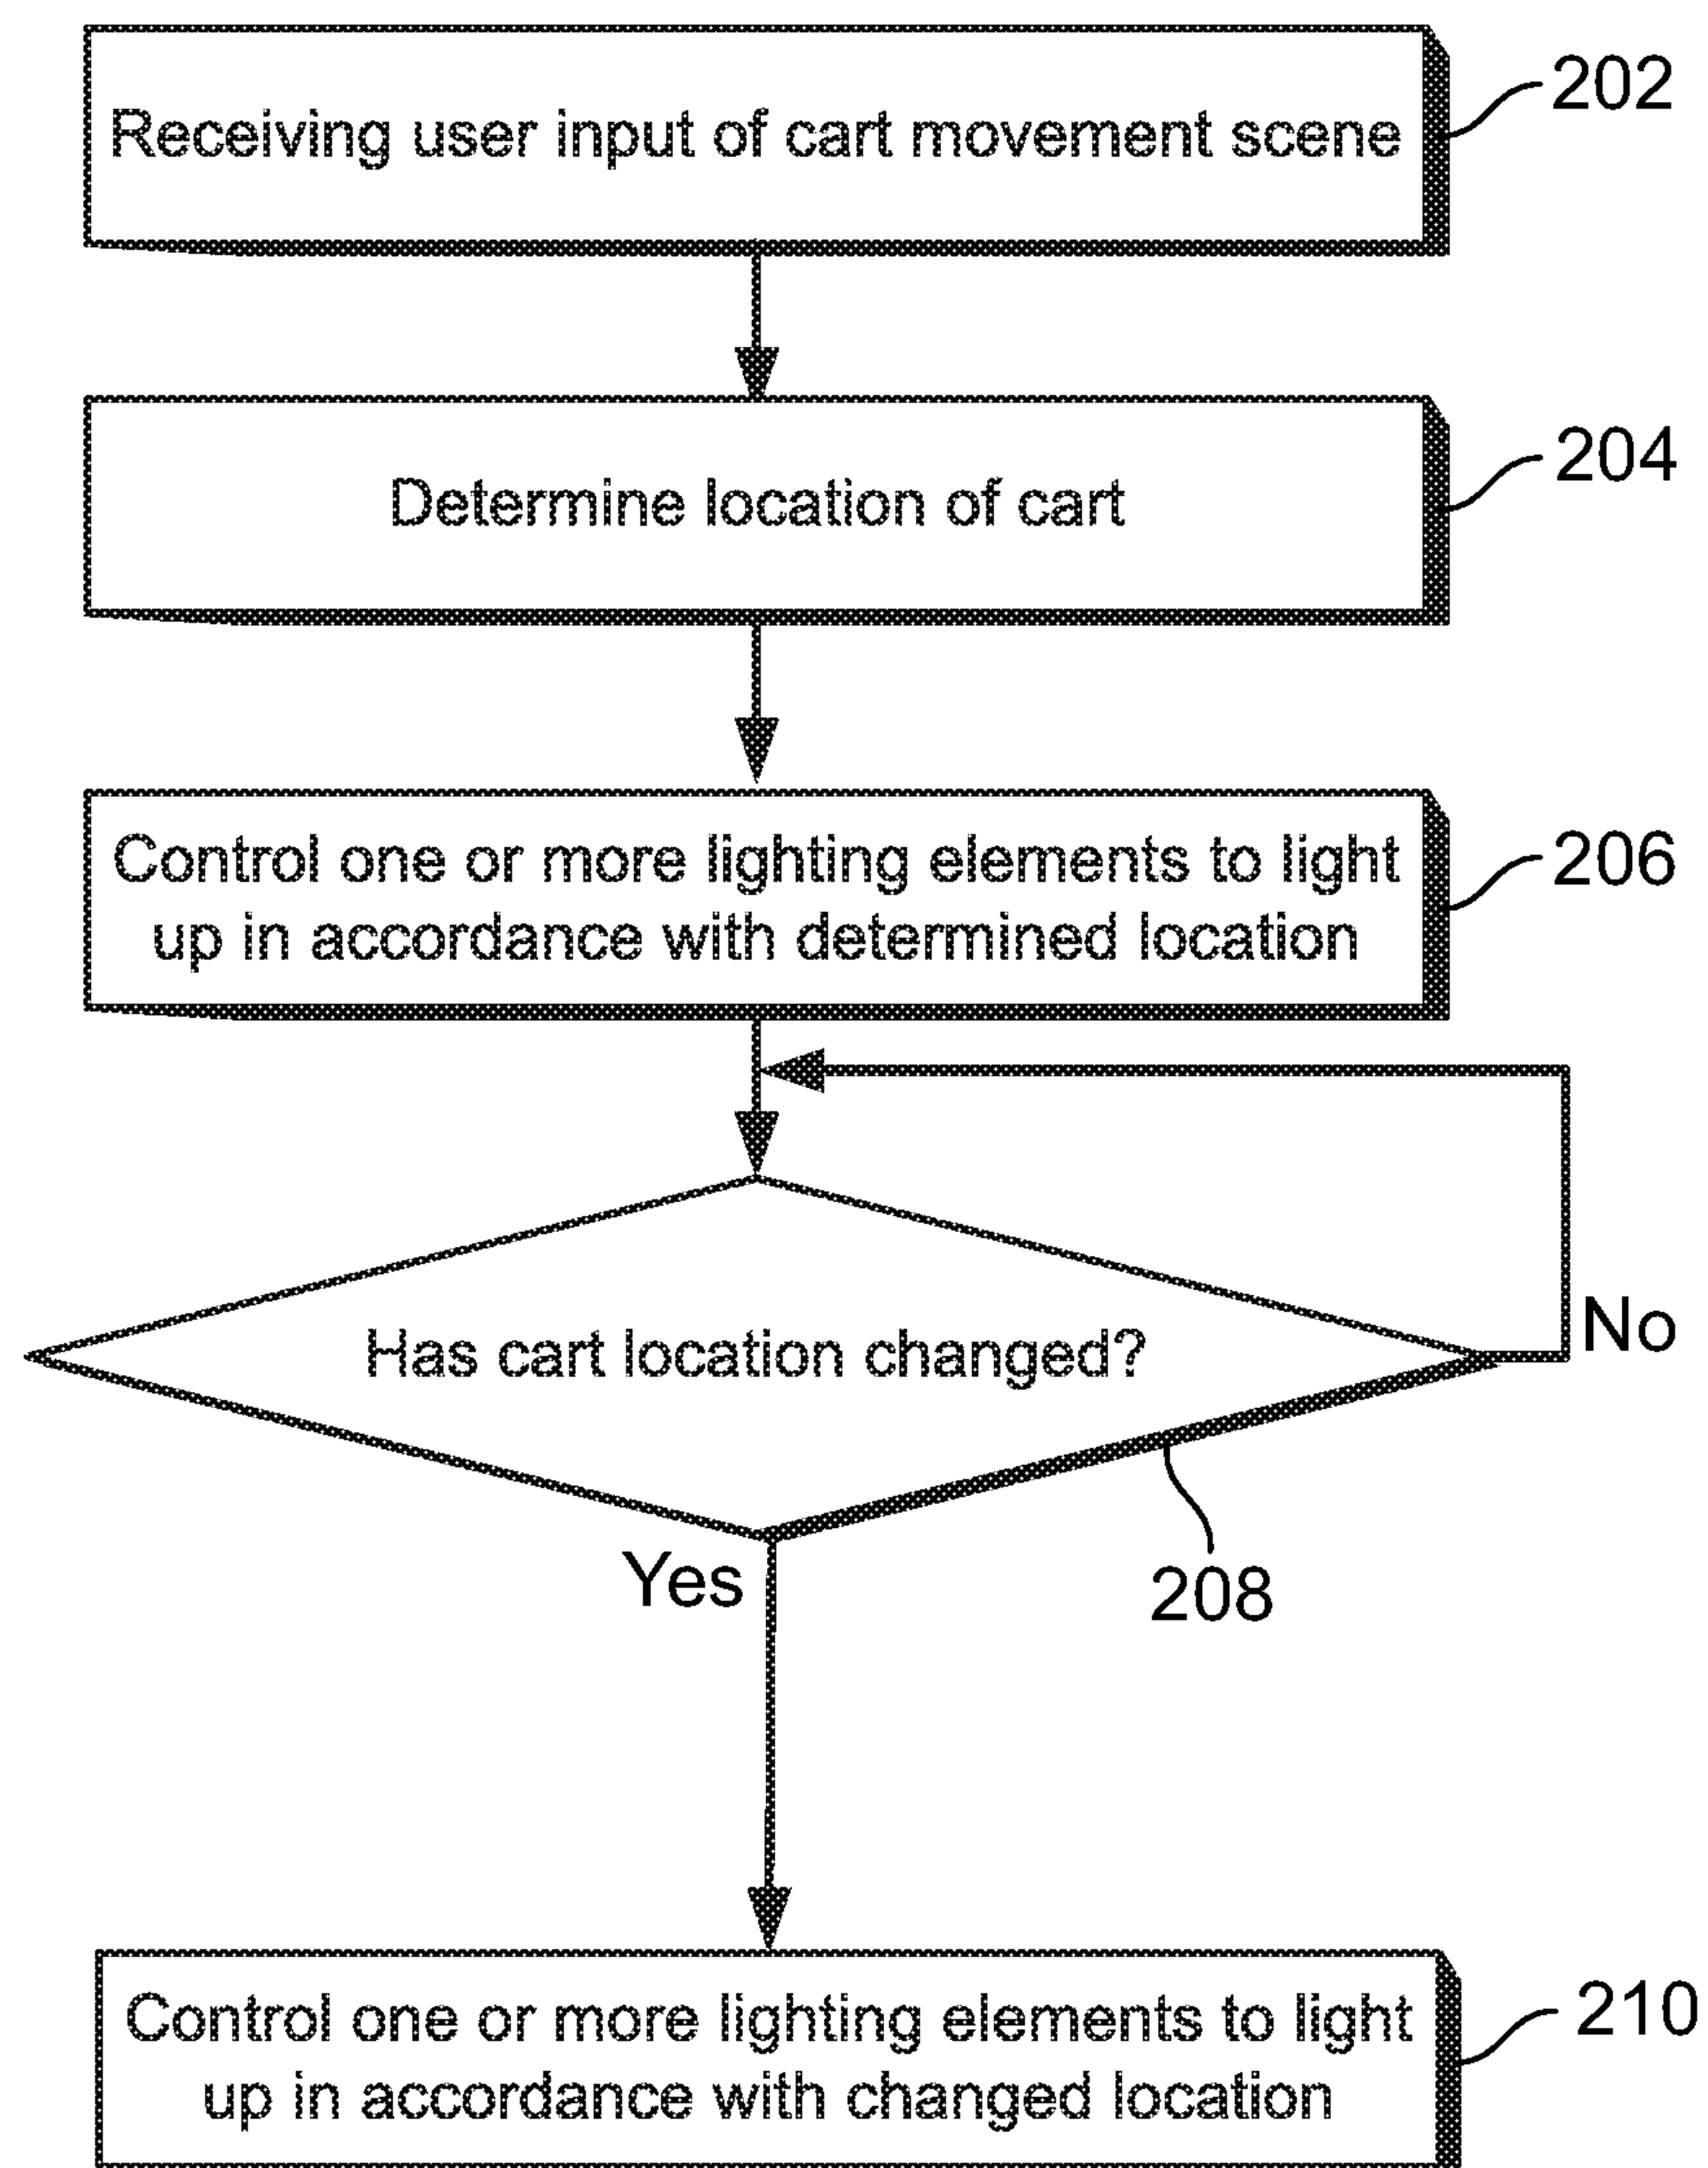 Receiving user input of cart movement scene
202
Determine location of cart
204
Control one or more lighting elements to light
up in accordance with determined location
206
Has cart location changed?
No
Yes
208
Control one or more lighting elements to light
up in accordance with changed location
210